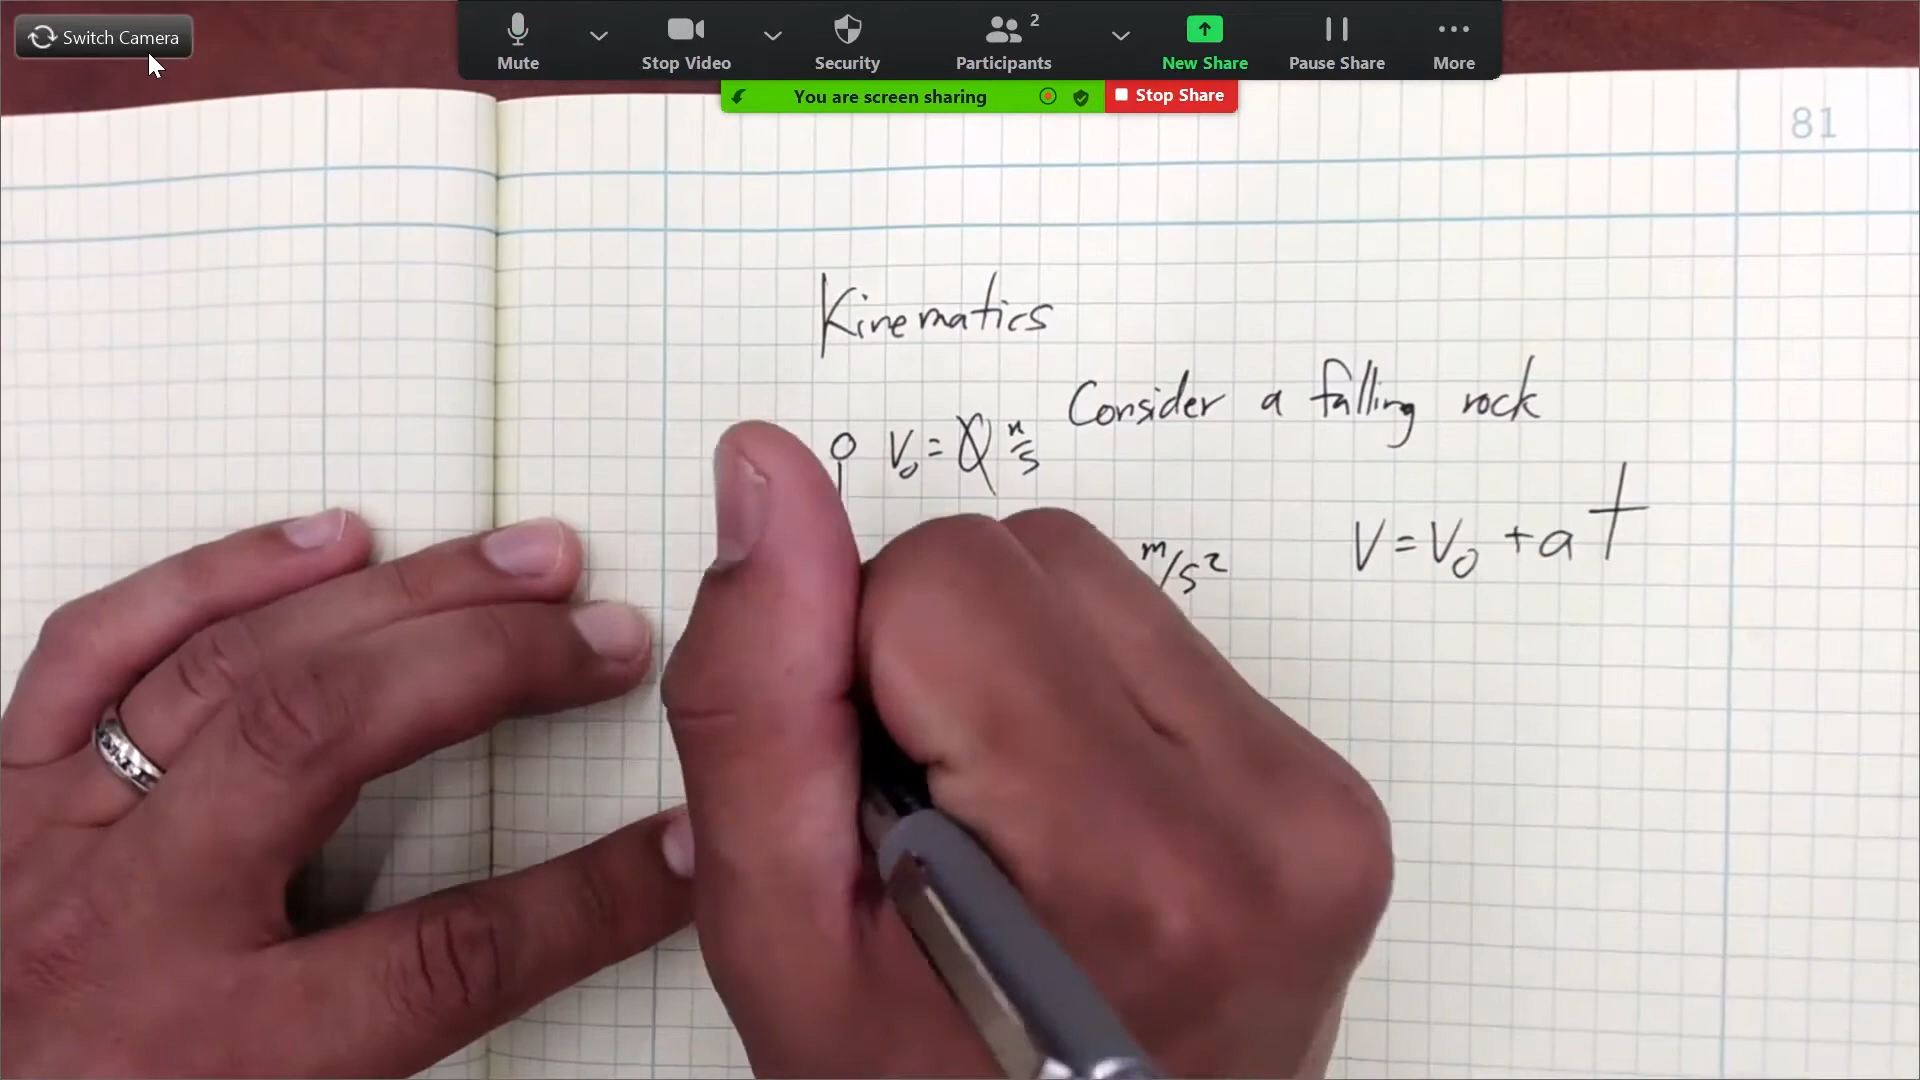 Switch Camera
Mute
Stop Video
Security
Participants 2
New Share
Pause Share
More
You are screen sharing
Stop Share
81
Kinematics
Consider a falling rock
V₀ = 0 m/s
m/s²
V = V₀ + at